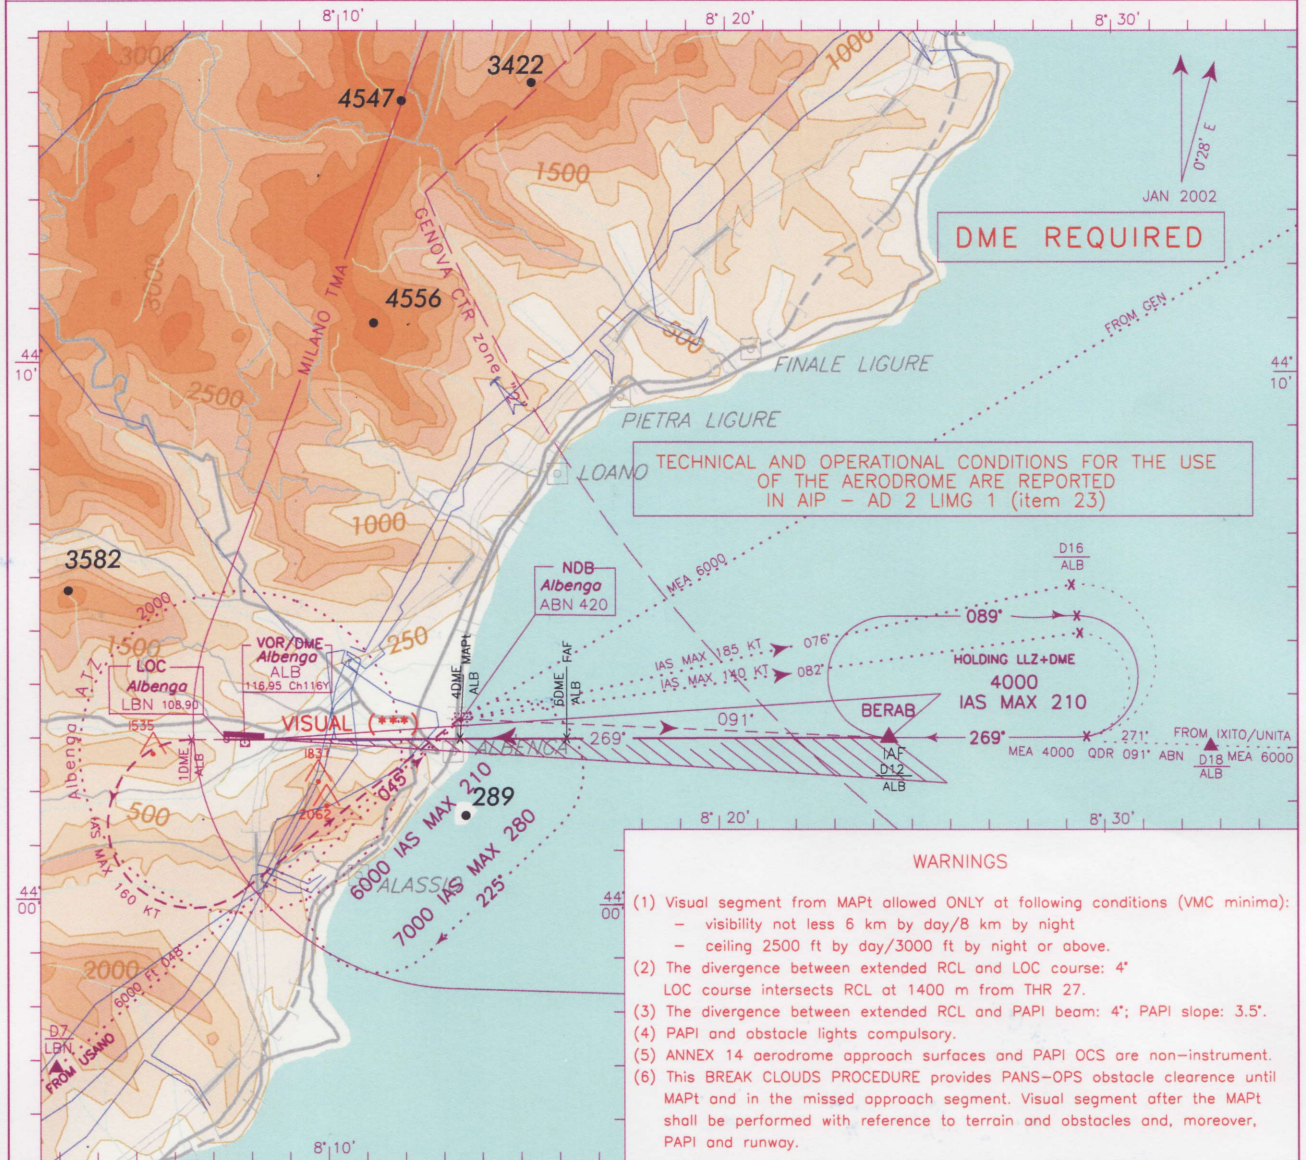 8° 10'
8° 20'
8° 30'
3000
3422
4547
1000
1500
0°28' E
JAN 2002
DME REQUIRED
GENOVA CTR zone "2"
MILANO TMA
3000
4556
FROM GEN
500
FINALE LIGURE
44°
10'
44°
10'
2500
PIETRA LIGURE
LOANO
TECHNICAL AND OPERATIONAL CONDITIONS FOR THE USE
OF THE AERODROME ARE REPORTED
IN AIP – AD 2 LIMG 1 (item 23)
1000
3582
NDB
Albenga
ABN 420
MEA 6000
D16
ALB
2000
1500
250
VOR/DME
Albenga
ALB
116.95 Ch116Y
LOC
Albenga
LBN 108.90
A T Z
Albenga
4DME MAPt
ALB
6DME FAF
ALB
IAS MAX 185 KT
076°
IAS MAX 140 KT
082°
089°
HOLDING LLZ+DME
4000
IAS MAX 210
BERAB
091°
1535
VISUAL (***)
ALBENGA
269°
269°
271°
FROM IXITO/UNITA
MEA 4000 QDR 091° ABN
D18
ALB
MEA 6000
IAF
D12
ALB
1DME
ALB
1837
2062
045°
289
500
IAS MAX 160 KT
6000 IAS MAX 210
7000 IAS MAX 280
225°
ALASSIO
8° 20'
8° 30'
44°
00'
44°
00'
2000
6000 Ft 048°
D7
LBN
FROM USANO
8° 10'
WARNINGS
(1) Visual segment from MAPt allowed ONLY at following conditions (VMC minima):
– visibility not less 6 km by day/8 km by night
– ceiling 2500 ft by day/3000 ft by night or above.
(2) The divergence between extended RCL and LOC course: 4°
LOC course intersects RCL at 1400 m from THR 27.
(3) The divergence between extended RCL and PAPI beam: 4°; PAPI slope: 3.5°.
(4) PAPI and obstacle lights compulsory.
(5) ANNEX 14 aerodrome approach surfaces and PAPI OCS are non–instrument.
(6) This BREAK CLOUDS PROCEDURE provides PANS–OPS obstacle clearence until
MAPt and in the missed approach segment. Visual segment after the MAPt
shall be performed with reference to terrain and obstacles and, moreover,
PAPI and runway.